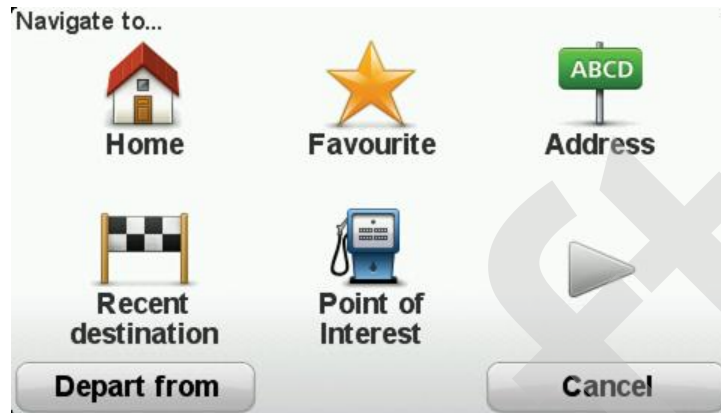 Navigate to...
ABCD
Home
Favourite
Address
Recent
destination
Point of
Interest
Depart from
Cancel